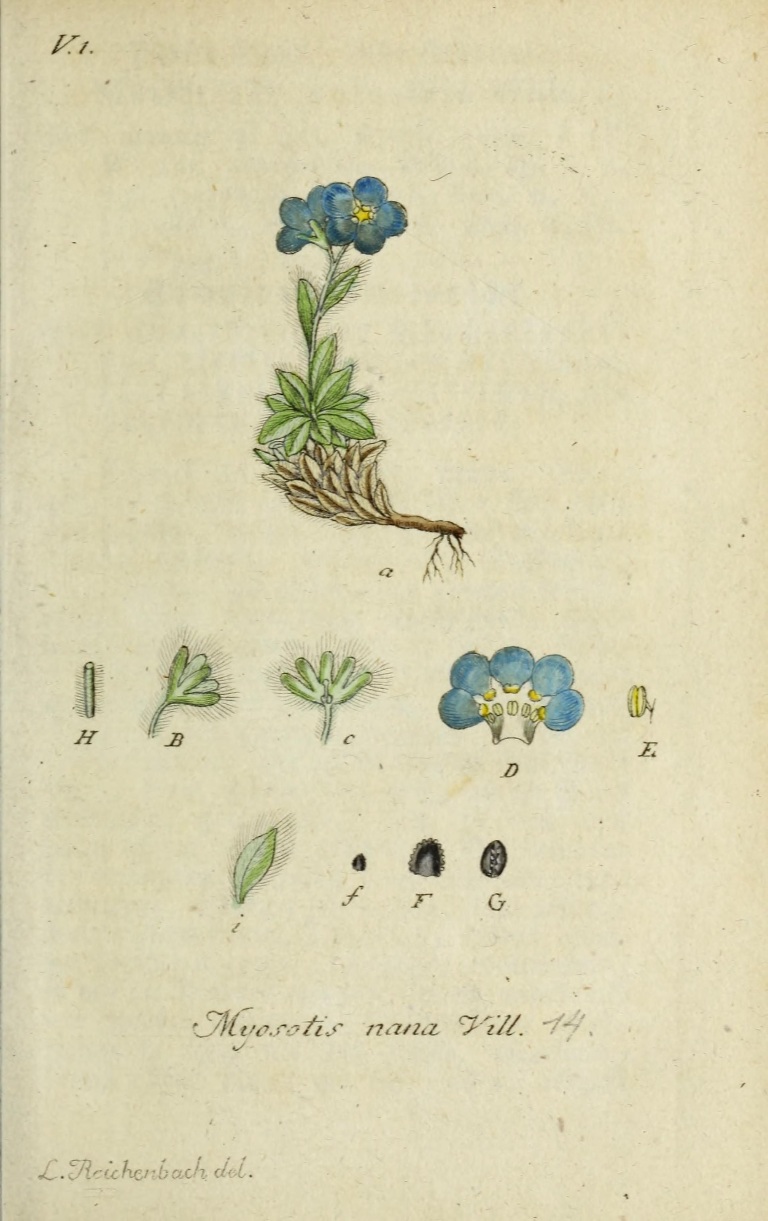 V. 1.
a
H B c D E
i f F G
Myosotis nana Vill. 14.
L. Reichenbach del.